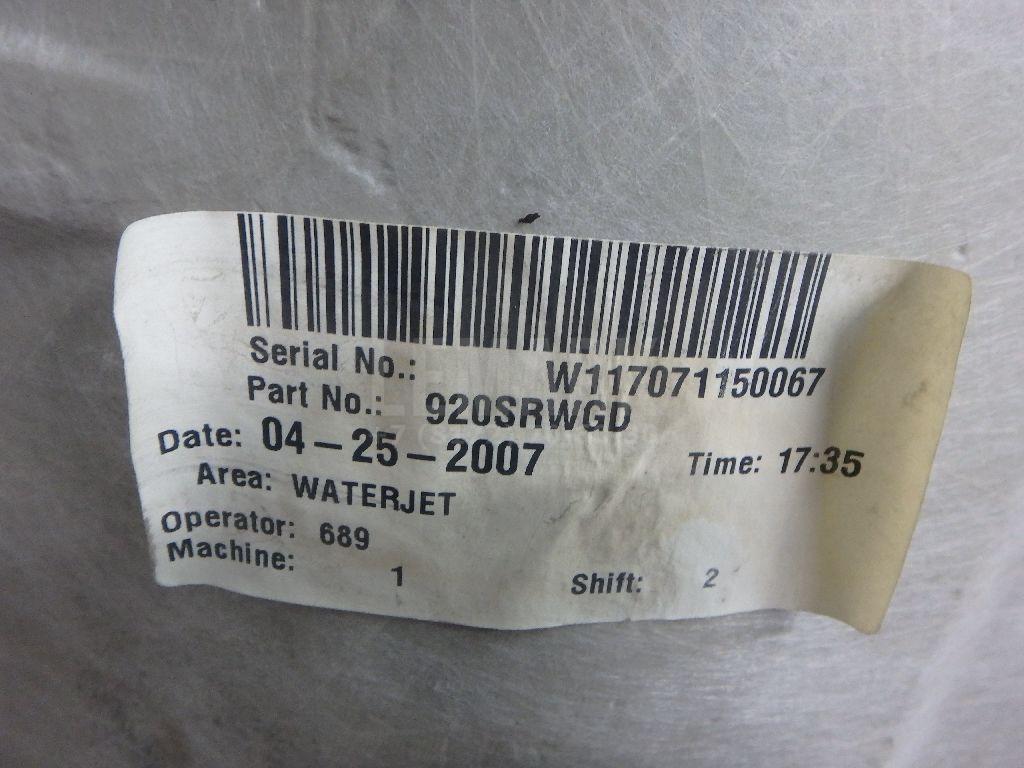 Serial No.: W117071150067
Part No.: 920SRWGD
Date: 04-25-2007 Time: 17:35
Area: WATERJET
Operator: 689
Machine: 1 Shift: 2